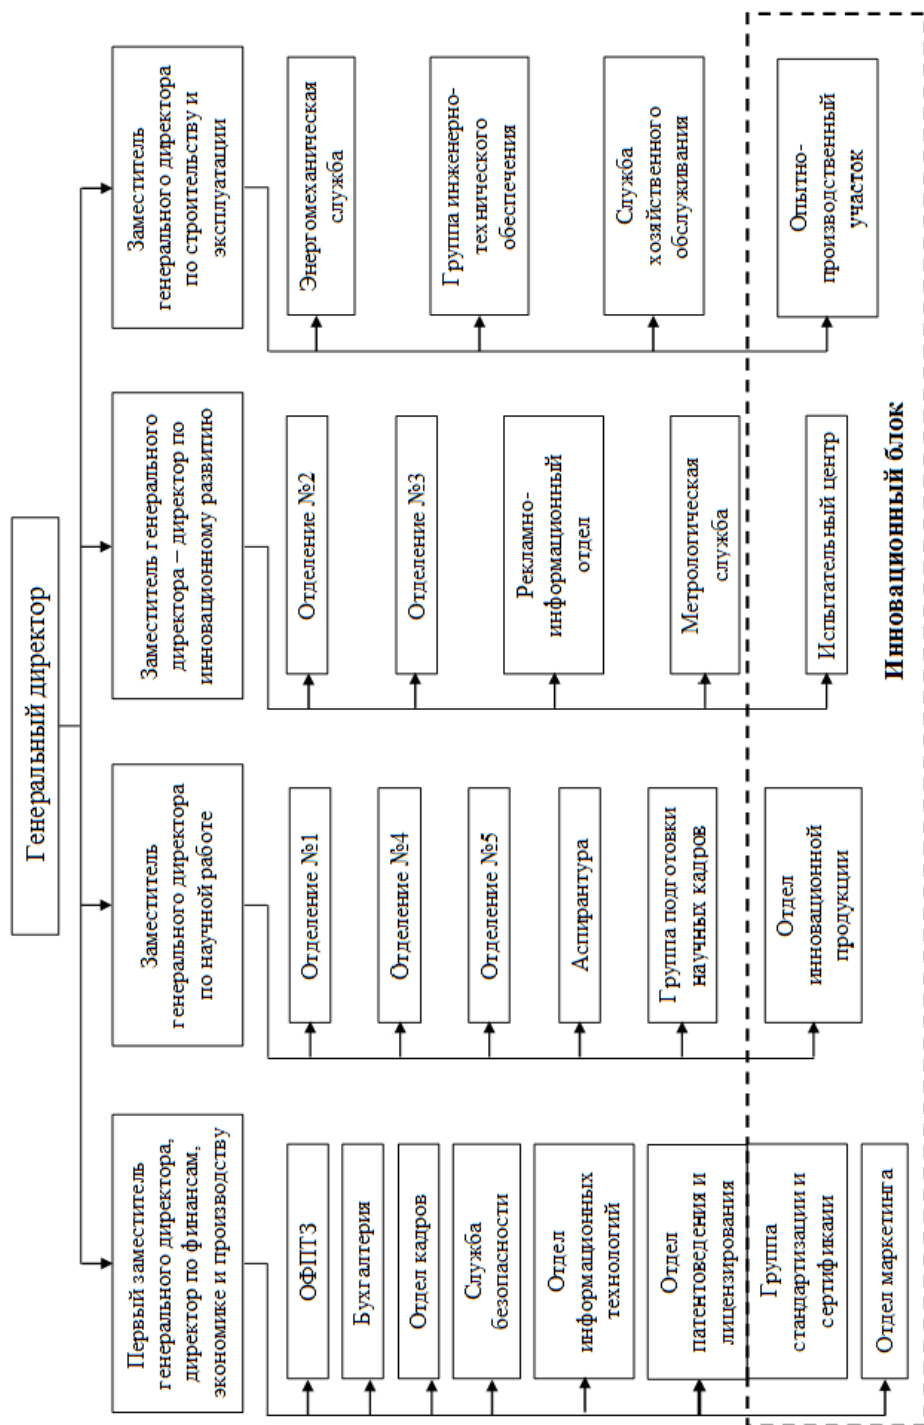 Генеральный директор
Первый заместитель
генерального директора,
директор по финансам,
экономике и производству
Заместитель
генерального директора
по научной работе
Заместитель генерального
директора – директор по
инновационному развитию
Заместитель
генерального директора
по строительству и
эксплуатации
ОФПТЗ
Бухгалтерия
Отдел кадров
Служба
безопасности
Отдел
информационных
технологий
Отдел
патентоведения и
лицензирования
Группа
стандартизации и
сертификаии
Отдел маркетинга
Отделение №1
Отделение №4
Отделение №5
Аспирантура
Группа подготовки
научных кадров
Отдел
инновационной
продукции
Отделение №2
Отделение №3
Рекламно-
информационный
отдел
Метрологическая
служба
Испытательный центр
Энергомеханическая
служба
Группа инженерно-
технического
обеспечения
Служба
хозяйственного
обслуживания
Опытно-
производственный
участок
Инновационный блок